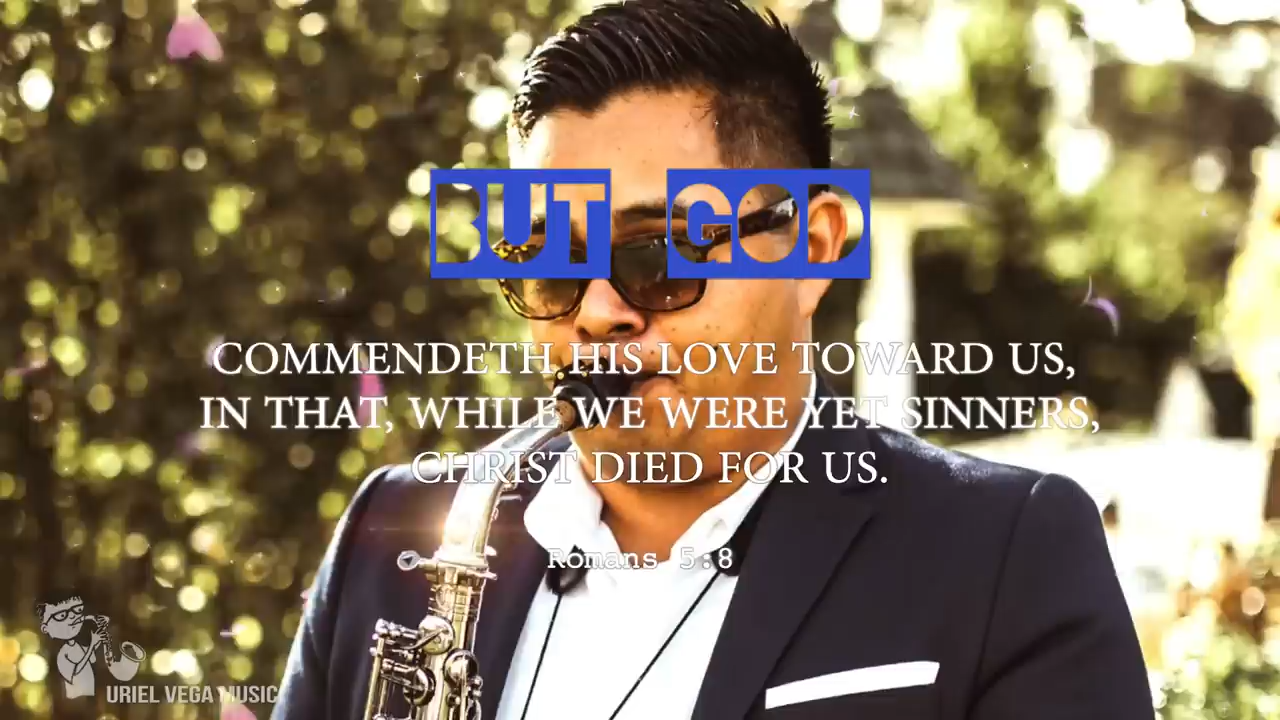 BUT GOD
COMMENDETH HIS LOVE TOWARD US,
IN THAT, WHILE WE WERE YET SINNERS,
CHRIST DIED FOR US.
Romans 5:8
URIEL VEGA MUSIC